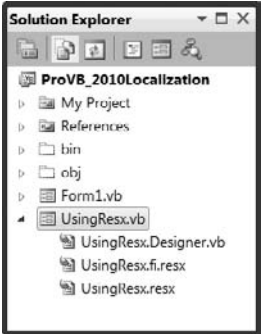 Solution Explorer
ProVB_2010Localization
My Project
References
bin
obj
Form1.vb
UsingResx.vb
UsingResx.Designer.vb
UsingResx.fi.resx
UsingResx.resx